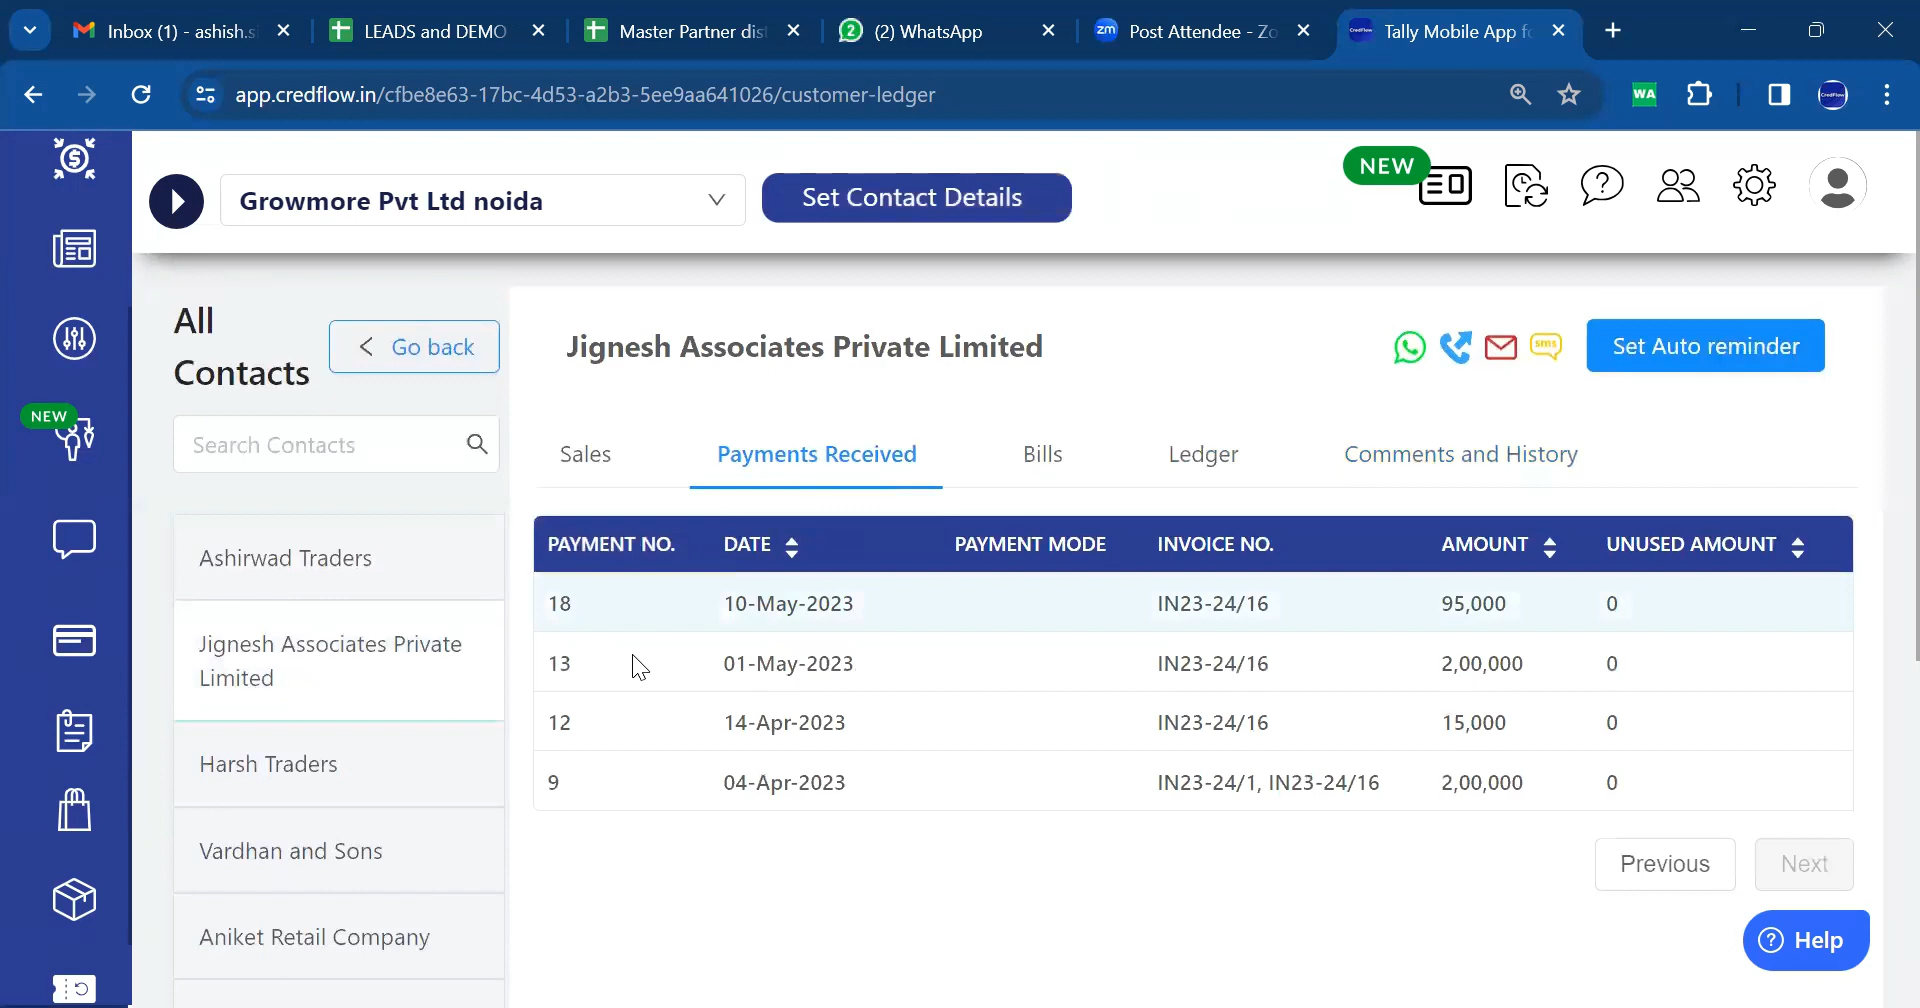 Inbox (1) - ashish.s
LEADS and DEMO
Master Partner dist
2
(2) WhatsApp
zm
Post Attendee - Zo
CredFlow
Tally Mobile App fo
app.credflow.in/cfbe8e63-17bc-4d53-a2b3-5ee9aa641026/customer-ledger
WA
CredFlow
NEW
Growmore Pvt Ltd noida
Set Contact Details
All
Contacts
Go back
Jignesh Associates Private Limited
sms
Set Auto reminder
NEW
Search Contacts
Sales
Payments Received
Bills
Ledger
Comments and History
PAYMENT NO. DATE PAYMENT MODE INVOICE NO. AMOUNT UNUSED AMOUNT
18 10-May-2023 IN23-24/16 95,000 0
13 01-May-2023 IN23-24/16 2,00,000 0
12 14-Apr-2023 IN23-24/16 15,000 0
9 04-Apr-2023 IN23-24/1, IN23-24/16 2,00,000 0
Ashirwad Traders
Jignesh Associates Private
Limited
Harsh Traders
Vardhan and Sons
Aniket Retail Company
Previous
Next
Help